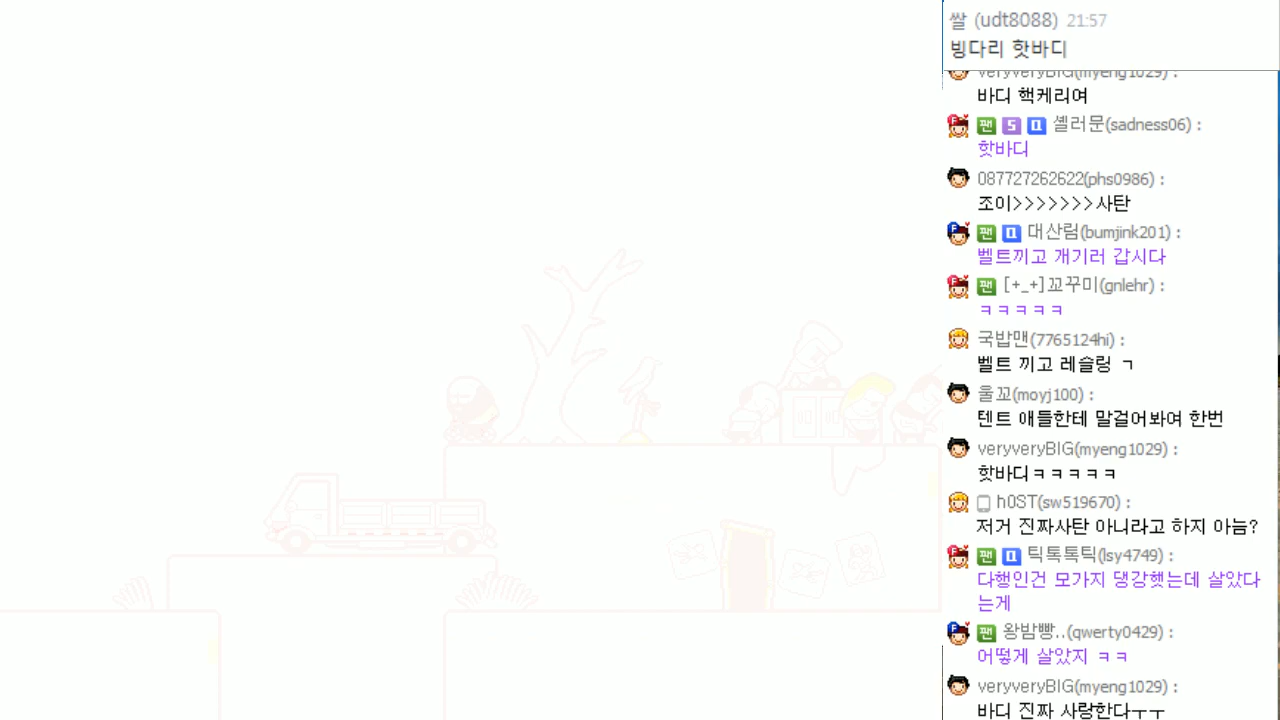 쌀 (udt8088) 21:57
빙다리 핫바디
veryveryBIG(myeng1029) :
바디 핵케리여
팬 S 셸러문(sadness06) :
핫바디
087727262622(phs0986) :
조이>>>>>>>사탄
팬 대산림(bumjink201) :
벨트끼고 개기러 갑시다
팬 [+_+]꼬꾸미(gnlehr) :
ㅋㅋㅋㅋㅋ
국밥맨(7765124hi) :
벨트 끼고 레슬링 ㄱ
울꼬(moyj100) :
텐트 애들한테 말걸어봐여 한번
veryveryBIG(myeng1029) :
핫바디ㅋㅋㅋㅋㅋ
h0ST(sw519670) :
저거 진짜사탄 아니라고 하지 아늠?
팬 틱톡톡틱(lsy4749) :
다행인건 모가지 댕강햇는데 살았다
는게
팬 왕밤빵..(qwerty0429) :
어떻게 살았지 ㅋㅋ
veryveryBIG(myeng1029) :
바디 진짜 사랑한다ㅜㅜ